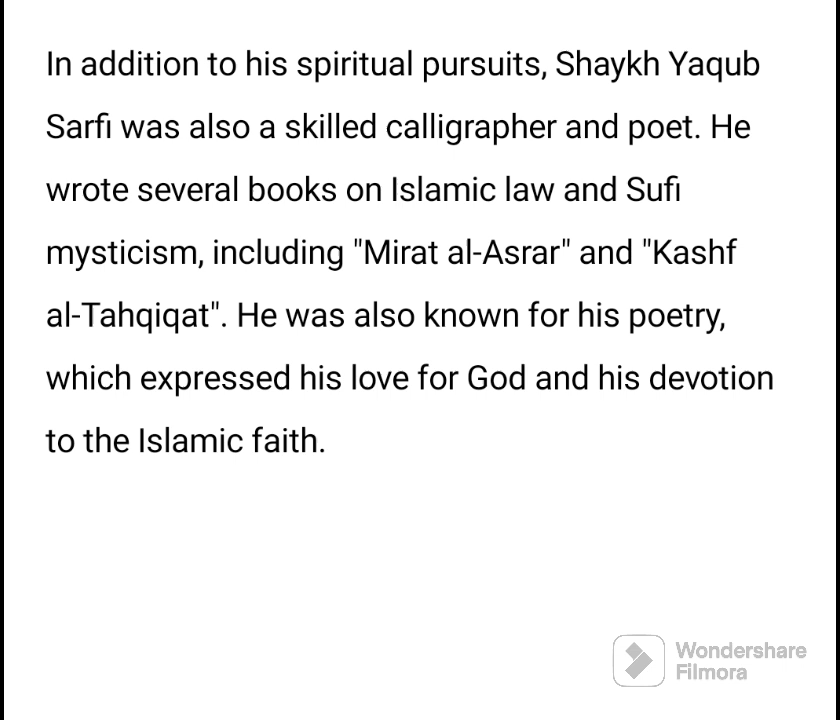 In addition to his spiritual pursuits, Shaykh Yaqub
Sarfi was also a skilled calligrapher and poet. He
wrote several books on Islamic law and Sufi
mysticism, including "Mirat al-Asrar" and "Kashf
al-Tahqiqat". He was also known for his poetry,
which expressed his love for God and his devotion
to the Islamic faith.
Wondershare
Filmora